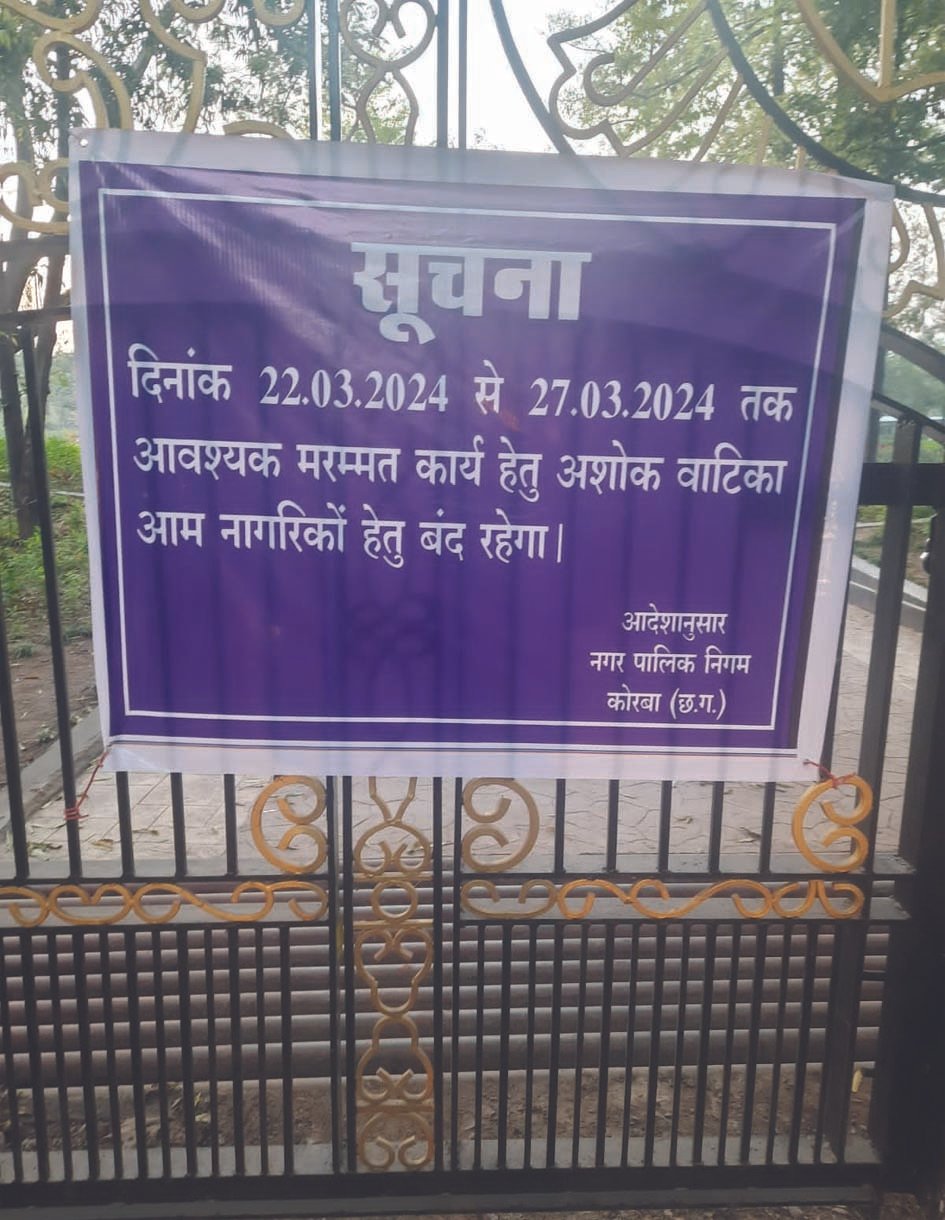 सूचना
दिनांक 22.03.2024 से 27.03.2024 तक
आवश्यक मरम्मत कार्य हेतु अशोक वाटिका
आम नागरिकों हेतु बंद रहेगा।
आदेशानुसार
नगर पालिक निगम
कोरबा (छ.ग.)